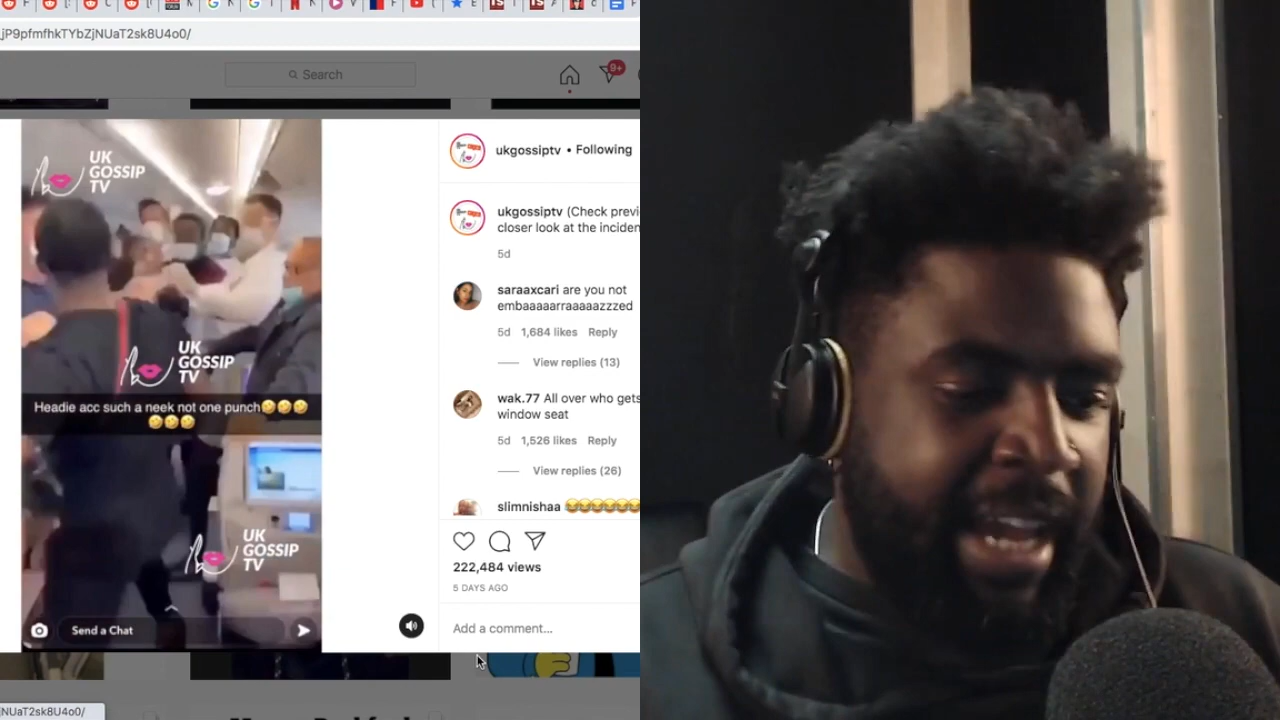 jP9pfmfhkTYbZjNUaT2sk8U4o0/
Search
9+
UK
GOSSIP
TV
UK
GOSSIP
TV
Headie acc such a neek not one punch🤣🤣🤣
🤣🤣🤣
UK
GOSSIP
TV
Send a Chat
ukgossiptv • Following
ukgossiptv (Check previ
closer look at the inciden
5d
saraaxcari are you not
embaaaarraaaaazzzed
5d 1,684 likes Reply
View replies (13)
wak.77 All over who gets
window seat
5d 1,526 likes Reply
View replies (26)
slimnishaa 😂😂😂😂😂😂
222,484 views
5 DAYS AGO
Add a comment...
NUaT2sk8U4o0/